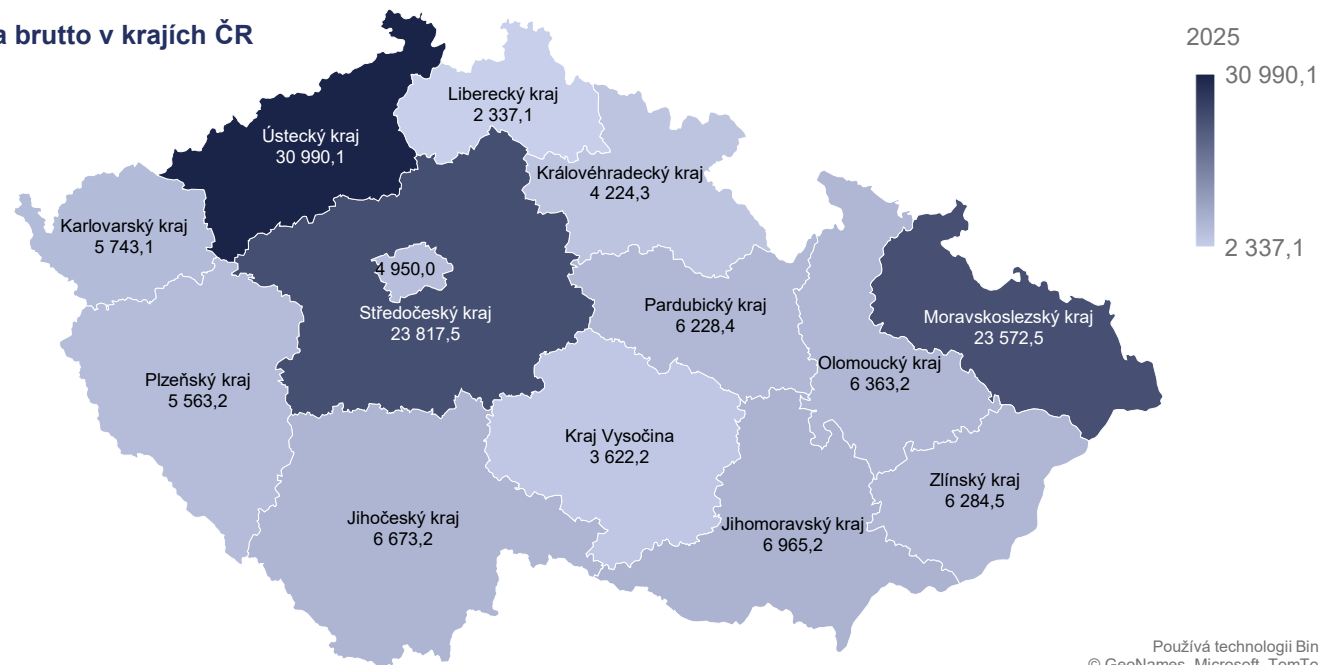 a brutto v krajích ČR
2025
30 990,1
2 337,1
Liberecký kraj
2 337,1
Ústecký kraj
30 990,1
Královéhradecký kraj
4 224,3
Karlovarský kraj
5 743,1
4 950,0
Středočeský kraj
23 817,5
Pardubický kraj
6 228,4
Moravskoslezský kraj
23 572,5
Olomoucký kraj
6 363,2
Plzeňský kraj
5 563,2
Kraj Vysočina
3 622,2
Zlínský kraj
6 284,5
Jihočeský kraj
6 673,2
Jihomoravský kraj
6 965,2
Používá technologii Bin
© GeoNames, Microsoft, TomTo